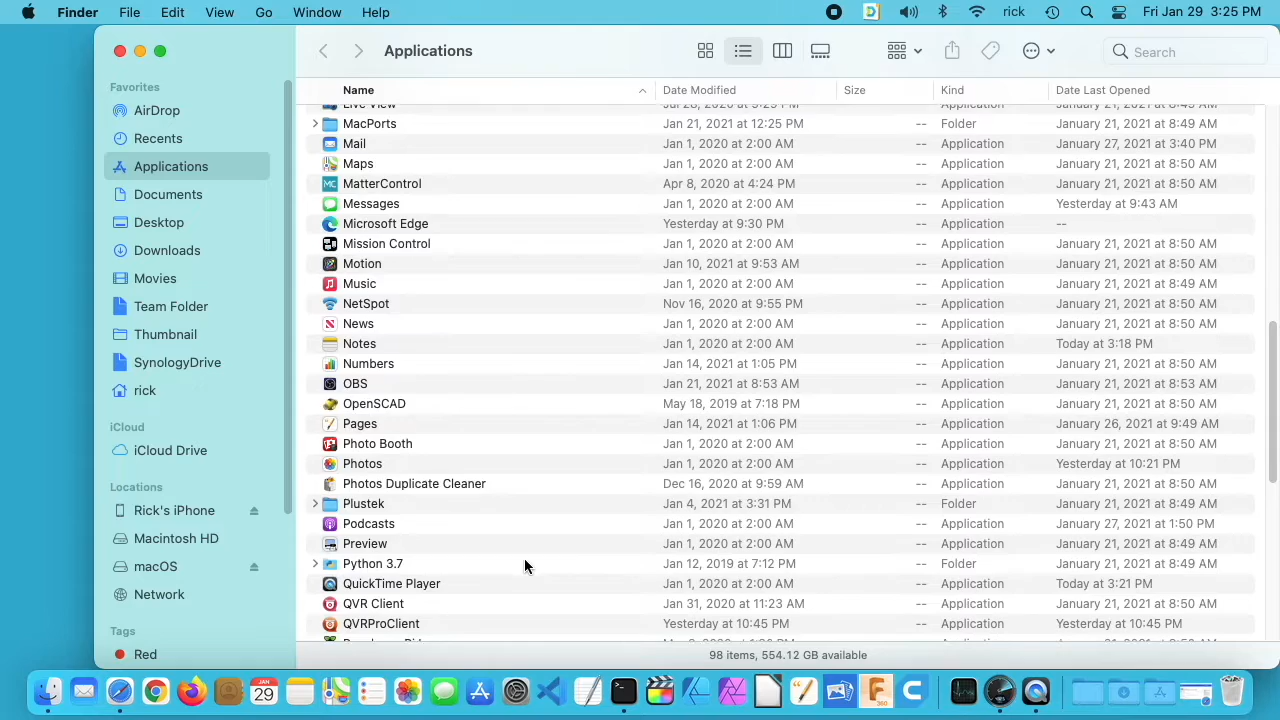 Finder File Edit View Go Window Help rick Fri Jan 29 3:25 PM
Applications
Search
Favorites
AirDrop
Recents
Applications
Documents
Desktop
Downloads
Movies
Team Folder
Thumbnail
SynologyDrive
rick
iCloud
iCloud Drive
Locations
Rick's iPhone
Macintosh HD
macOS
Network
Tags
Red
Name Date Modified Size Kind Date Last Opened
Live View Jul 28, 2020 at 3:29 PM -- Application January 21, 2021 at 8:49 AM
MacPorts Jan 21, 2021 at 12:25 PM -- Folder January 21, 2021 at 8:49 AM
Mail Jan 1, 2020 at 2:00 AM -- Application January 27, 2021 at 3:40 PM
Maps Jan 1, 2020 at 2:00 AM -- Application January 21, 2021 at 8:50 AM
MatterControl Apr 8, 2020 at 4:24 PM -- Application January 21, 2021 at 8:50 AM
Messages Jan 1, 2020 at 2:00 AM -- Application Yesterday at 9:43 AM
Microsoft Edge Yesterday at 9:30 PM -- Application --
Mission Control Jan 1, 2020 at 2:00 AM -- Application January 21, 2021 at 8:50 AM
Motion Jan 10, 2021 at 9:53 AM -- Application January 21, 2021 at 8:50 AM
Music Jan 1, 2020 at 2:00 AM -- Application January 21, 2021 at 8:49 AM
NetSpot Nov 16, 2020 at 9:55 PM -- Application January 21, 2021 at 8:50 AM
News Jan 1, 2020 at 2:00 AM -- Application January 21, 2021 at 8:50 AM
Notes Jan 1, 2020 at 2:00 AM -- Application Today at 3:18 PM
Numbers Jan 14, 2021 at 1:05 PM -- Application January 21, 2021 at 8:50 AM
OBS Jan 21, 2021 at 8:53 AM -- Application January 21, 2021 at 8:53 AM
OpenSCAD May 18, 2019 at 7:18 PM -- Application January 21, 2021 at 8:50 AM
Pages Jan 14, 2021 at 1:06 PM -- Application January 26, 2021 at 9:49 AM
Photo Booth Jan 1, 2020 at 2:00 AM -- Application January 21, 2021 at 8:50 AM
Photos Jan 1, 2020 at 2:00 AM -- Application Yesterday at 10:21 PM
Photos Duplicate Cleaner Dec 16, 2020 at 9:59 AM -- Application January 21, 2021 at 8:50 AM
Plustek Jan 4, 2021 at 3:31 PM -- Folder January 21, 2021 at 8:49 AM
Podcasts Jan 1, 2020 at 2:00 AM -- Application January 27, 2021 at 1:50 PM
Preview Jan 1, 2020 at 2:00 AM -- Application January 21, 2021 at 8:49 AM
Python 3.7 Jan 12, 2019 at 7:12 PM -- Folder January 21, 2021 at 8:49 AM
QuickTime Player Jan 1, 2020 at 2:00 AM -- Application Today at 3:21 PM
QVR Client Jan 31, 2020 at 11:23 AM -- Application January 21, 2021 at 8:50 AM
QVRProClient Yesterday at 10:45 PM -- Application Yesterday at 10:45 PM
98 items, 554.12 GB available
JAN
29
360